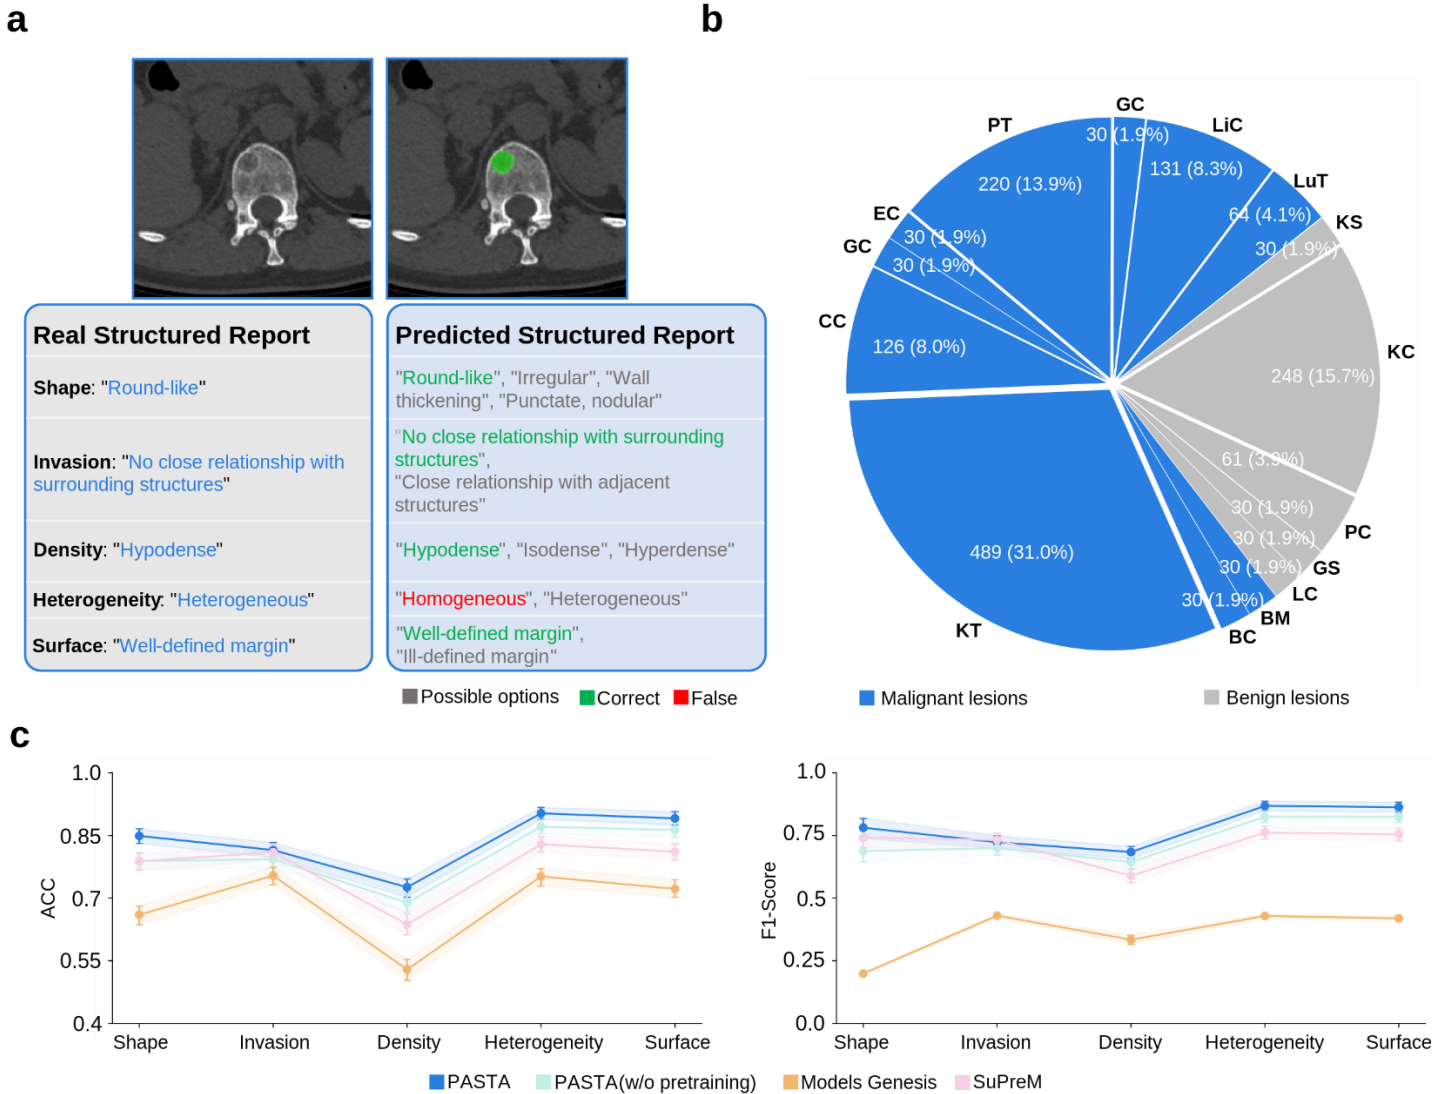 a
Real Structured Report
Shape: "Round-like"
Invasion: "No close relationship with
surrounding structures"
Density: "Hypodense"
Heterogeneity: "Heterogeneous"
Surface: "Well-defined margin"
Predicted Structured Report
"Round-like", "Irregular", "Wall
thickening", "Punctate, nodular"
"No close relationship with surrounding
structures",
"Close relationship with adjacent
structures"
"Hypodense", "Isodense", "Hyperdense"
"Homogeneous", "Heterogeneous"
"Well-defined margin",
"Ill-defined margin"
Possible options
Correct
False
b
GC
30 (1.9%)
LiC
131 (8.3%)
LuT
64 (4.1%)
KS
30 (1.9%)
KC
248 (15.7%)
61 (3.9%)
PC
30 (1.9%)
GS
30 (1.9%)
LC
30 (1.9%)
BM
30 (1.9%)
BC
KT
489 (31.0%)
CC
126 (8.0%)
GC
30 (1.9%)
EC
30 (1.9%)
PT
220 (13.9%)
Malignant lesions
Benign lesions
c
1.0
0.85
0.7
0.55
0.4
ACC
Shape
Invasion
Density
Heterogeneity
Surface
1.0
0.75
0.5
0.25
0.0
F1-Score
Shape
Invasion
Density
Heterogeneity
Surface
PASTA
PASTA(w/o pretraining)
Models Genesis
SuPreM